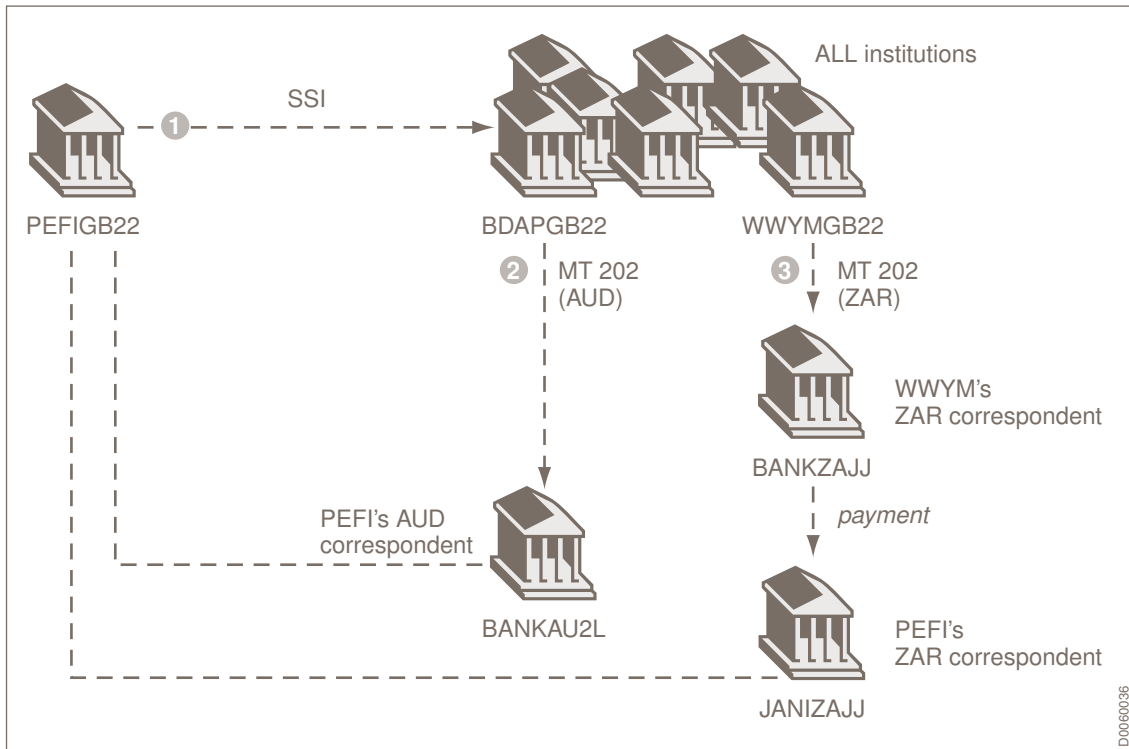 ALL institutions
1
SSI
PEFIGB22
BDAPGB22
WWYMGB22
2
MT 202
(AUD)
3
MT 202
(ZAR)
WWYM's
ZAR correspondent
BANKZAJJ
payment
PEFI's AUD
correspondent
BANKAU2L
PEFI's
ZAR correspondent
JANIZAJJ
D0060036